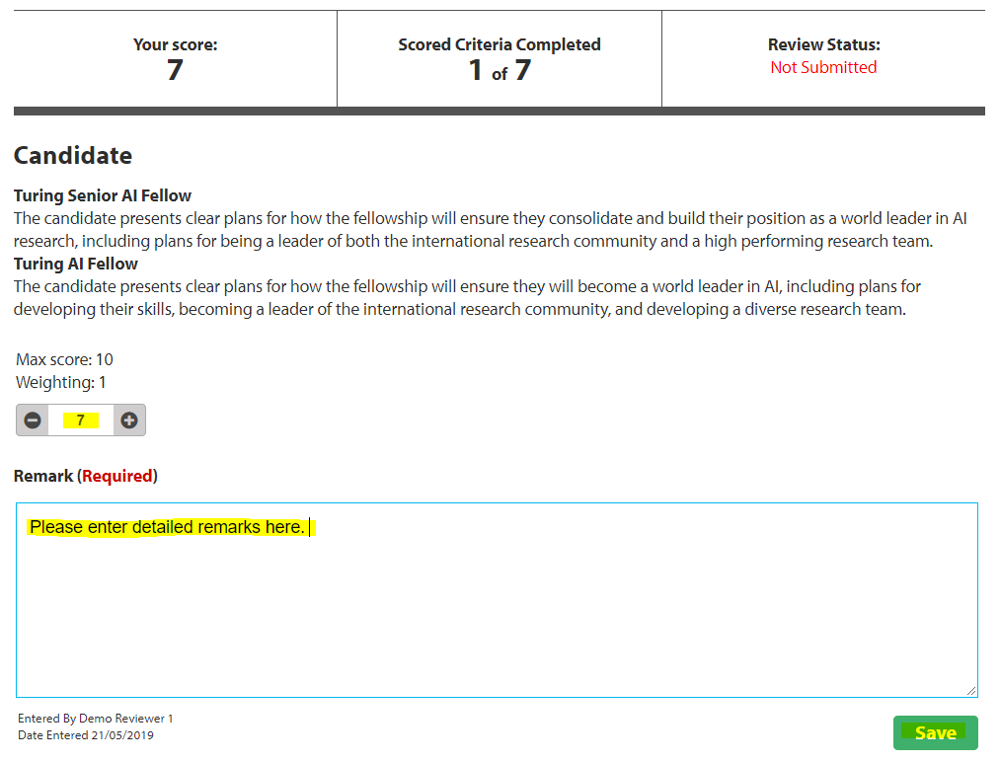 Your score:
7
Scored Criteria Completed
1 of 7
Review Status:
Not Submitted
Candidate
Turing Senior AI Fellow
The candidate presents clear plans for how the fellowship will ensure they consolidate and build their position as a world leader in AI
research, including plans for being a leader of both the international research community and a high performing research team.
Turing AI Fellow
The candidate presents clear plans for how the fellowship will ensure they will become a world leader in AI, including plans for
developing their skills, becoming a leader of the international research community, and developing a diverse research team.
Max score: 10
Weighting: 1
7
Remark (Required)
Please enter detailed remarks here.
Entered By Demo Reviewer 1
Date Entered 21/05/2019
Save